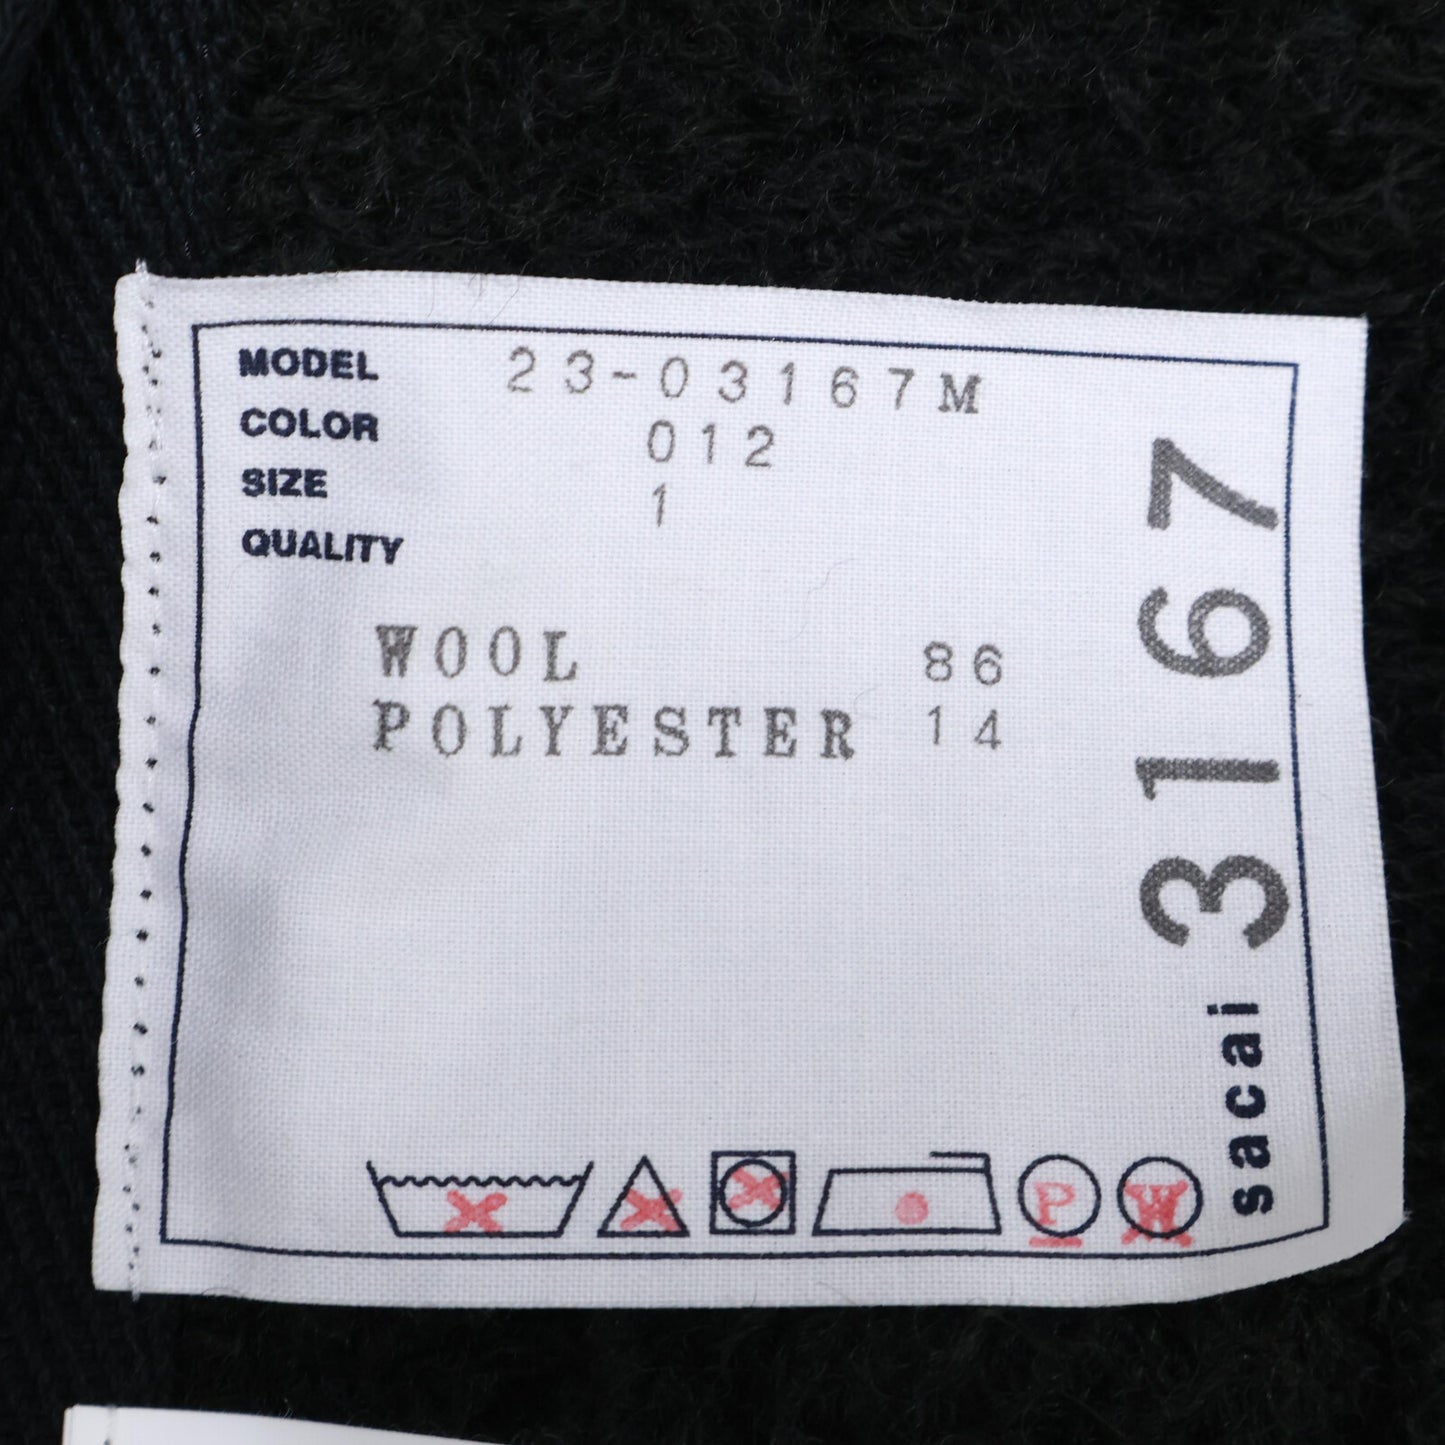 MODEL 23-03167M
COLOR 012
SIZE 1
QUALITY
WOOL 86
POLYESTER 14
P W
sacai 3167